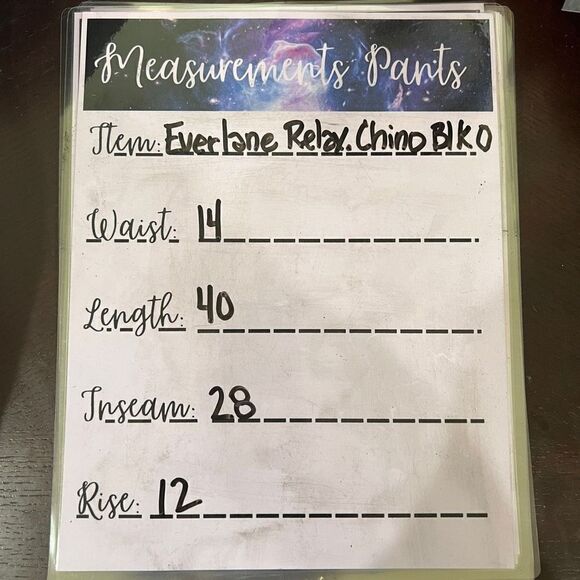 Measurements Pants
Item: Everlane Relax. Chino Blk 0
Waist: 14
Length: 40
Inseam: 28
Rise: 12